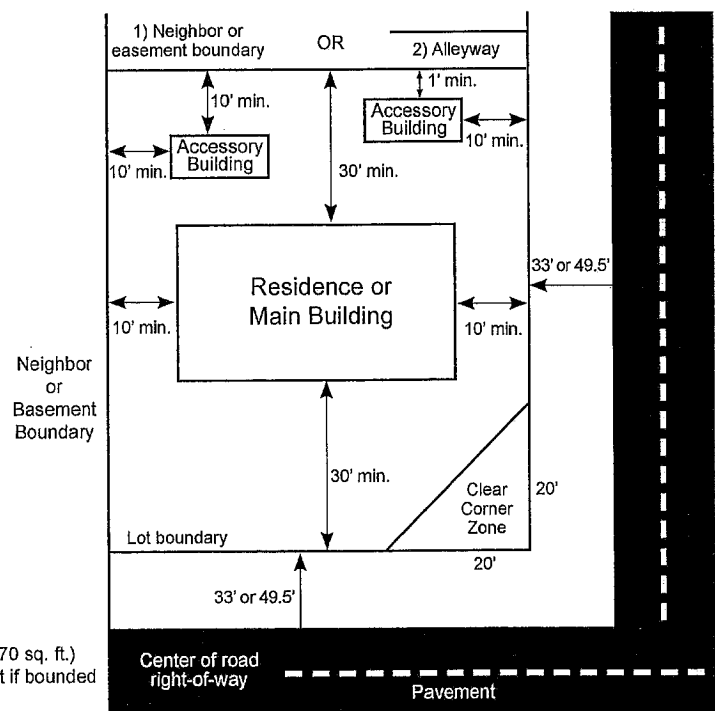 1) Neighbor or
easement boundary
OR
2) Alleyway
1' min.
10' min.
Accessory
Building
10' min.
Accessory
Building
10' min.
30' min.
33' or 49.5'
Residence or
Main Building
10' min.
10' min.
Neighbor
or
Basement
Boundary
30' min.
Clear
Corner
Zone
20'
Lot boundary
20'
33' or 49.5'
70 sq. ft.)
t if bounded
Center of road
right-of-way
Pavement